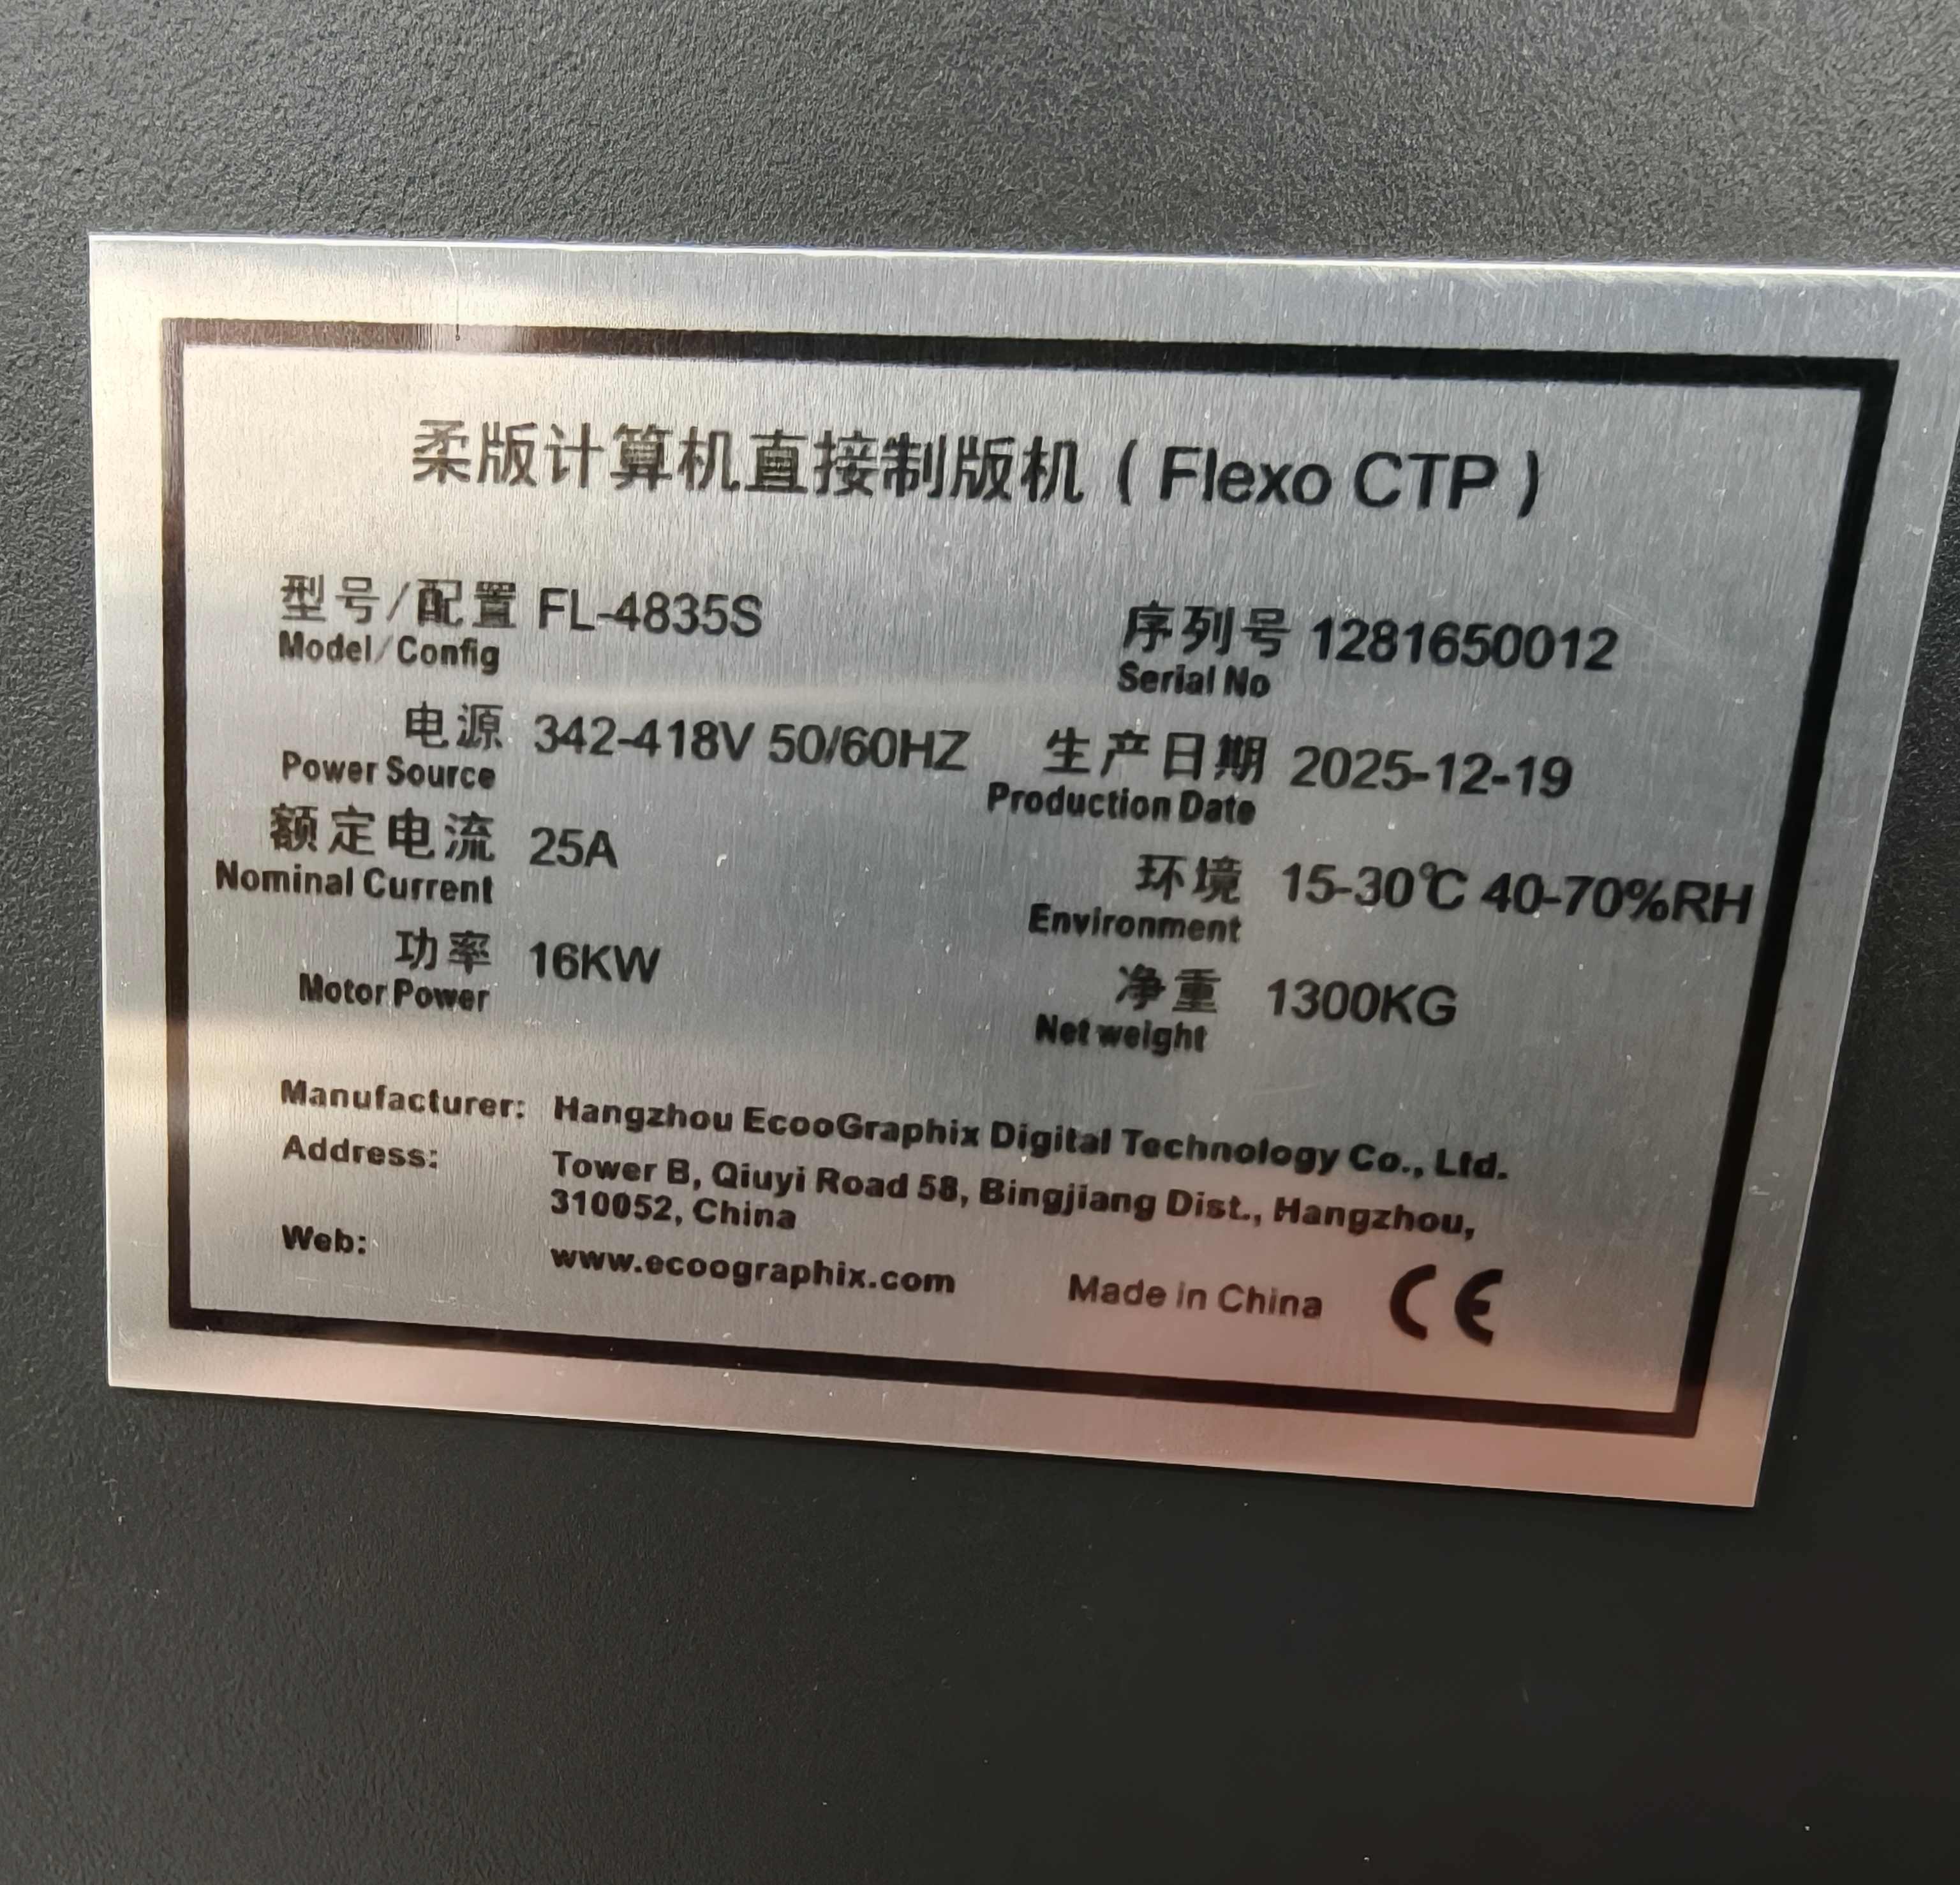 柔版计算机直接制版机（Flexo CTP）
型号/配置 FL-4835S
Model/Config
序列号 1281650012
Serial No
电源 342-418V 50/60HZ
Power Source
生产日期 2025-12-19
Production Date
额定电流 25A
Nominal Current
环境 15-30℃ 40-70%RH
Environment
功率 16KW
Motor Power
净重 1300KG
Net weight
Manufacturer: Hangzhou EcooGraphix Digital Technology Co., Ltd.
Address: Tower B, Qiuyi Road 58, Bingjiang Dist., Hangzhou,
310052, China
Web: www.ecoographix.com
Made in China CE